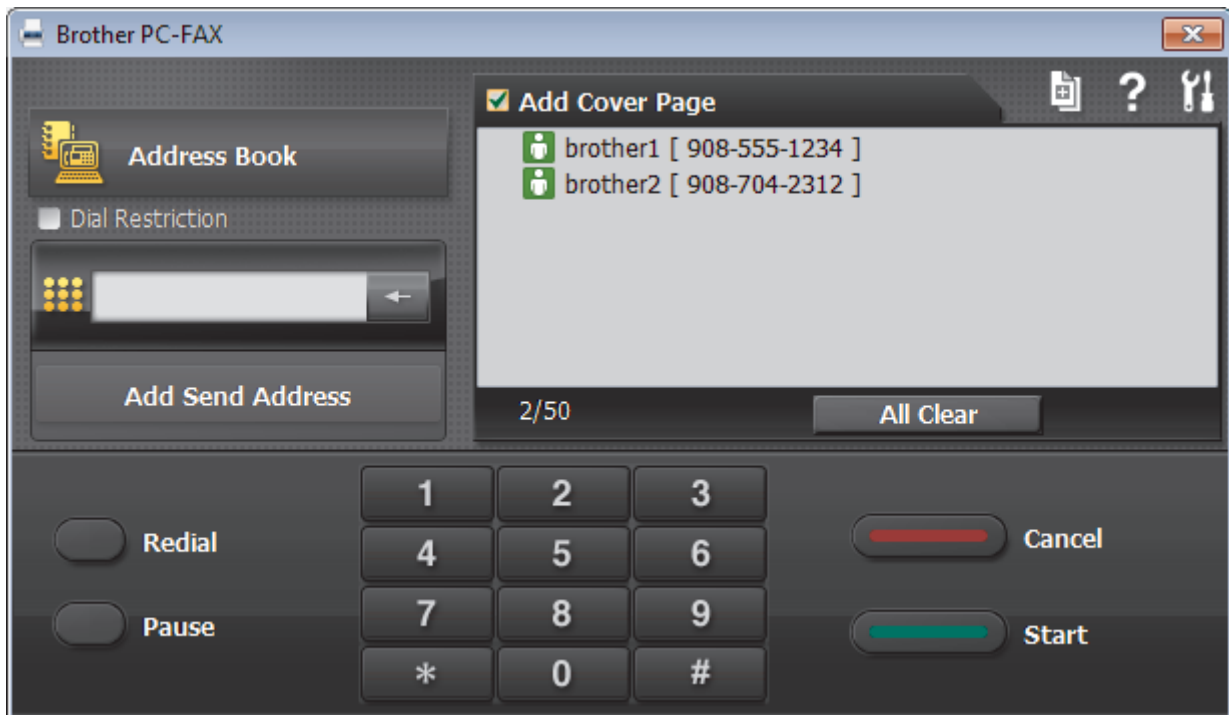 Brother PC-FAX
Address Book
Dial Restriction
Add Send Address
Add Cover Page
?
brother1 [ 908-555-1234 ]
brother2 [ 908-704-2312 ]
2/50
All Clear
Redial
Pause
1 2 3
4 5 6
7 8 9
* 0 #
Cancel
Start